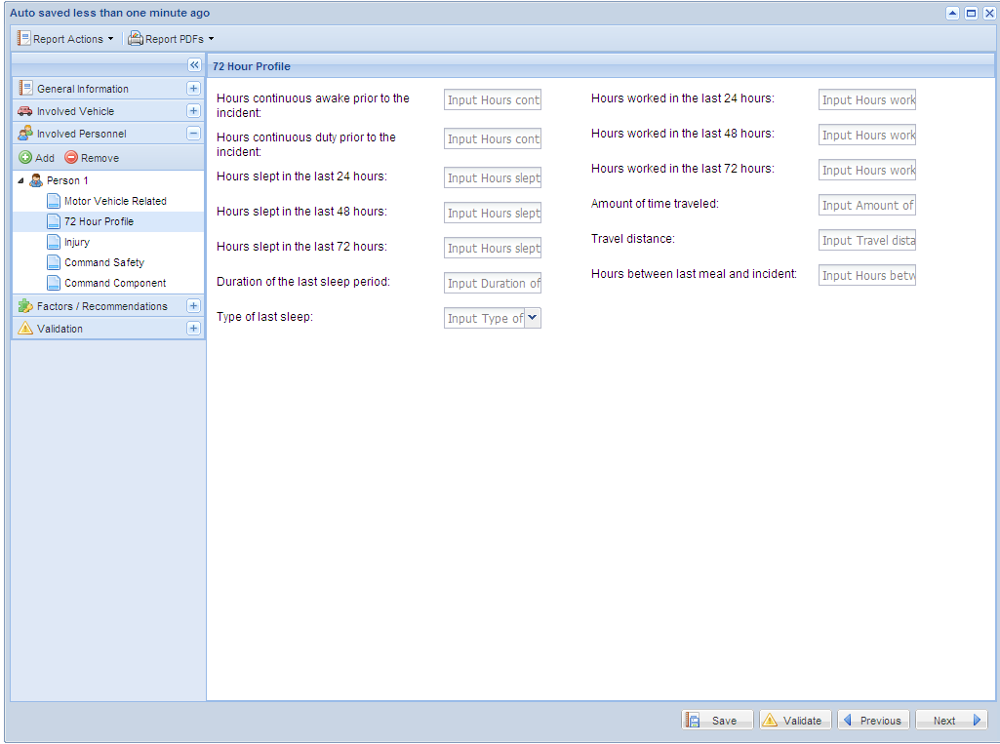 Auto saved less than one minute ago
Report Actions
Report PDFs
General Information
Involved Vehicle
Involved Personnel
Add
Remove
Person 1
Motor Vehicle Related
72 Hour Profile
Injury
Command Safety
Command Component
Factors / Recommendations
Validation
72 Hour Profile
Hours continuous awake prior to the
incident:
Input Hours cont
Hours continuous duty prior to the
incident:
Input Hours cont
Hours slept in the last 24 hours:
Input Hours slept
Hours slept in the last 48 hours:
Input Hours slept
Hours slept in the last 72 hours:
Input Hours slept
Duration of the last sleep period:
Input Duration of
Type of last sleep:
Input Type of
Hours worked in the last 24 hours:
Input Hours work
Hours worked in the last 48 hours:
Input Hours work
Hours worked in the last 72 hours:
Input Hours work
Amount of time traveled:
Input Amount of
Travel distance:
Input Travel dista
Hours between last meal and incident:
Input Hours betw
Save
Validate
Previous
Next